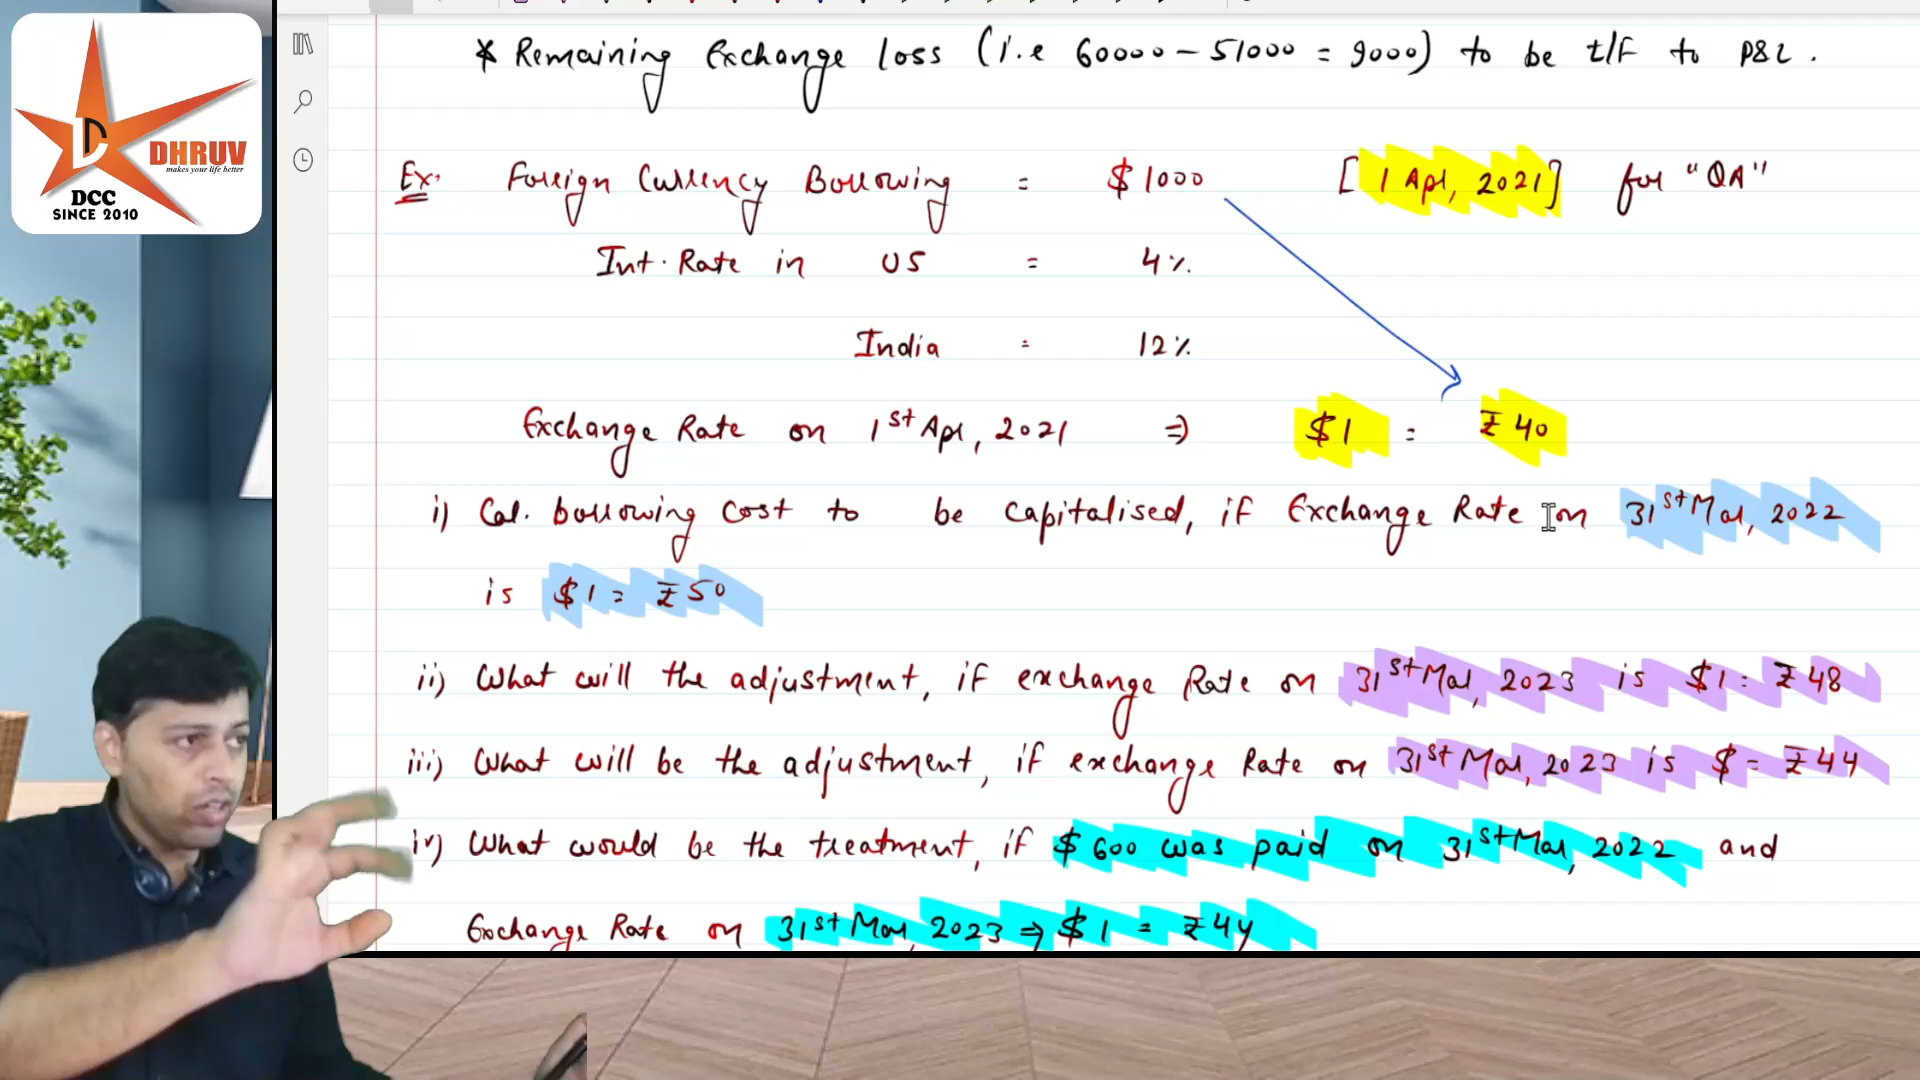 DHRUV
makes your life better
DCC
SINCE 2010
* Remaining Exchange loss (i.e 60000 - 51000 = 9000) to be t/f to P&L.
Ex: Foreign Currency Borrowing = $ 1000 [1 Apr, 2021] for "QA"
Int. Rate in US = 4%.
India = 12%.
Exchange Rate on 1st Apr, 2021 ⇒ $1 = ₹40
i) Cal. borrowing cost to be capitalised, if Exchange Rate on 31st Mar, 2022
is $1 = ₹50
ii) What will the adjustment, if exchange Rate on 31st Mar, 2023 is $1 = ₹48
iii) What will be the adjustment, if exchange Rate on 31st Mar, 2023 is $ = ₹44
iv) What would be the treatment, if $ 600 was paid on 31st Mar, 2022 and
Exchange Rate on 31st Mar, 2023 ⇒ $1 = ₹44